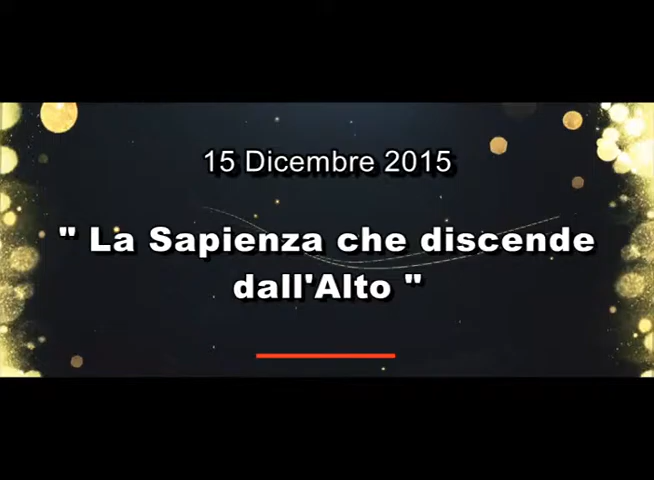 15 Dicembre 2015
" La Sapienza che discende
dall'Alto "